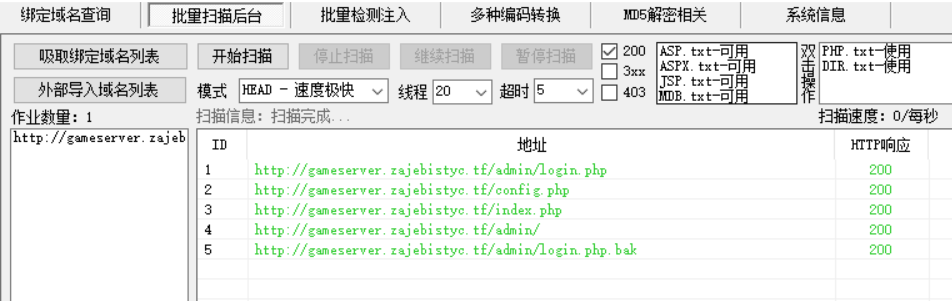 绑定域名查询 批量扫描后台 批量检测注入 多种编码转换 MD5解密相关 系统信息
吸取绑定域名列表 开始扫描 停止扫描 继续扫描 暂停扫描 200 3xx 403
ASP.txt-可用
ASPX.txt-可用
JSP.txt-可用
MDB.txt-可用
双击操作
PHP.txt-使用
DIR.txt-使用
外部导入域名列表 模式 HEAD - 速度极快 线程 20 超时 5
作业数量: 1 扫描信息: 扫描完成... 扫描速度: 0/每秒
http://gameserver.zajeb
ID 地址 HTTP响应
1 http://gameserver.zajebistyc.tf/admin/login.php 200
2 http://gameserver.zajebistyc.tf/config.php 200
3 http://gameserver.zajebistyc.tf/index.php 200
4 http://gameserver.zajebistyc.tf/admin/ 200
5 http://gameserver.zajebistyc.tf/admin/login.php.bak 200